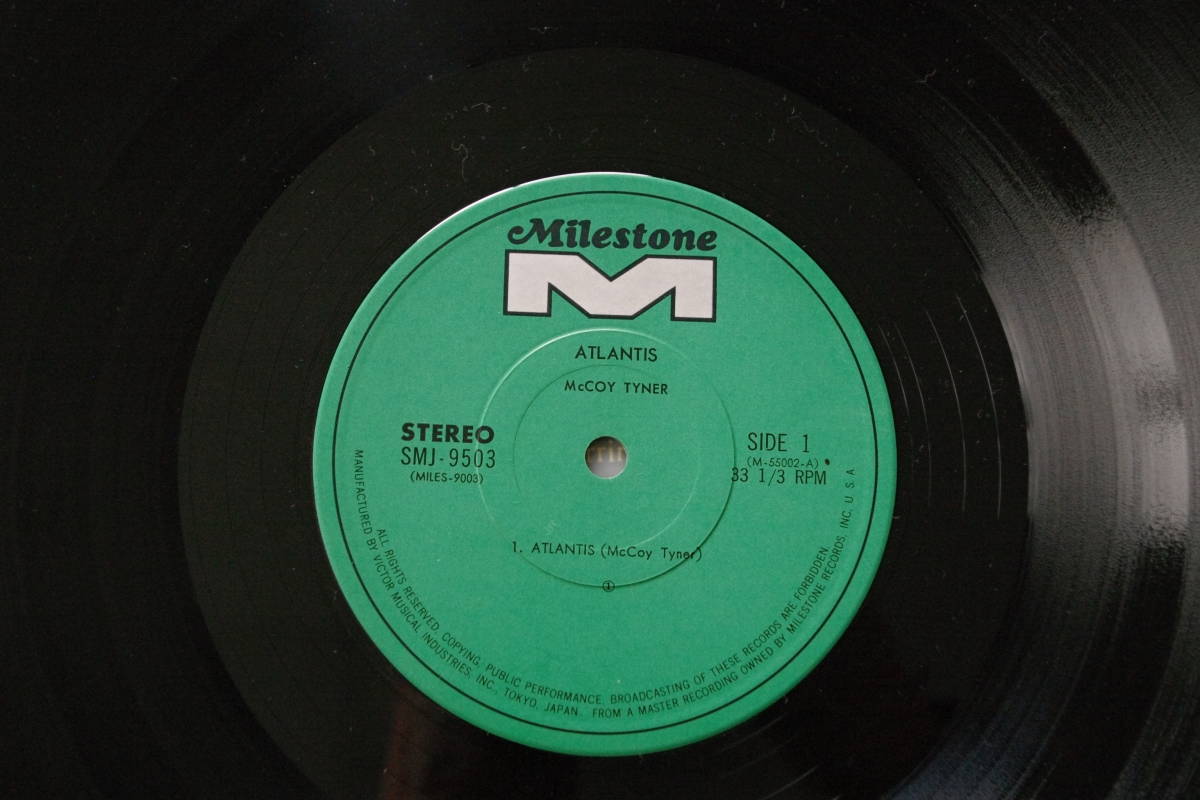 Milestone
M
ATLANTIS
McCOY TYNER
STEREO
SMJ-9503
(MILES-9003)
SIDE 1
(M-55002-A)
33 1/3 RPM
1. ATLANTIS (McCoy Tyner)
①
ALL RIGHTS RESERVED. COPYING, PUBLIC PERFORMANCE, BROADCASTING OF THESE RECORDS ARE FORBIDDEN.
MANUFACTURED BY VICTOR MUSICAL INDUSTRIES, INC., TOKYO, JAPAN. FROM A MASTER RECORDING OWNED BY MILESTONE RECORDS, INC. U S A